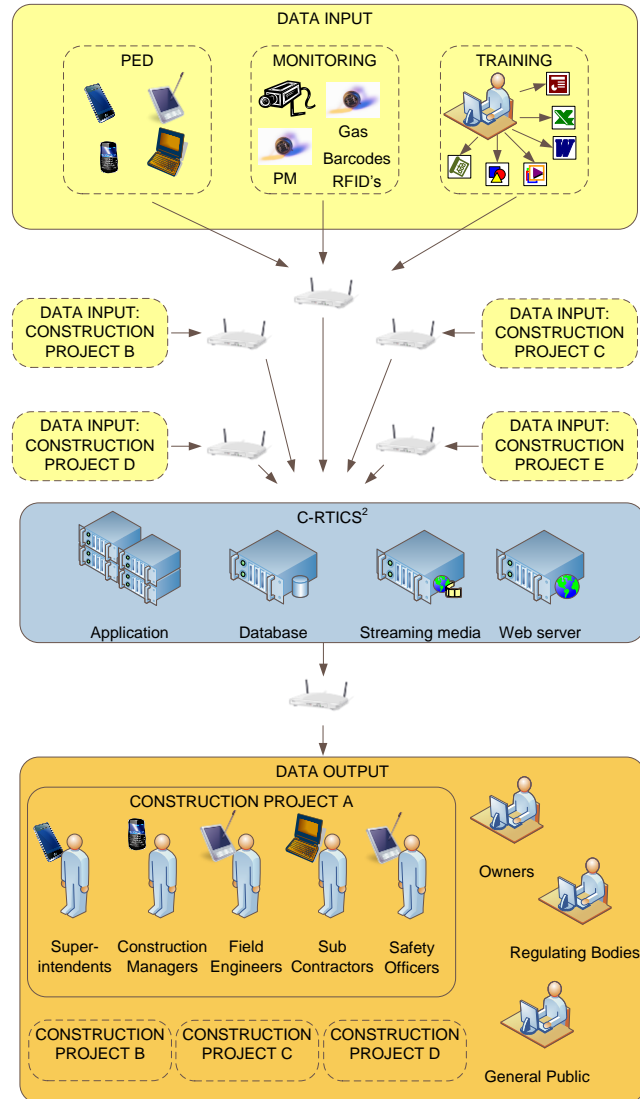 DATA INPUT
PED
MONITORING
TRAINING
Gas
Barcodes
PM
RFID's
W
DATA INPUT:
CONSTRUCTION
PROJECT B
DATA INPUT:
CONSTRUCTION
PROJECT C
DATA INPUT:
CONSTRUCTION
PROJECT D
DATA INPUT:
CONSTRUCTION
PROJECT E
C-RTICS²
Application
Database
Streaming media
Web server
DATA OUTPUT
CONSTRUCTION PROJECT A
Super-
intendents
Construction
Managers
Field
Engineers
Sub
Contractors
Safety
Officers
Owners
Regulating Bodies
General Public
CONSTRUCTION
PROJECT B
CONSTRUCTION
PROJECT C
CONSTRUCTION
PROJECT D